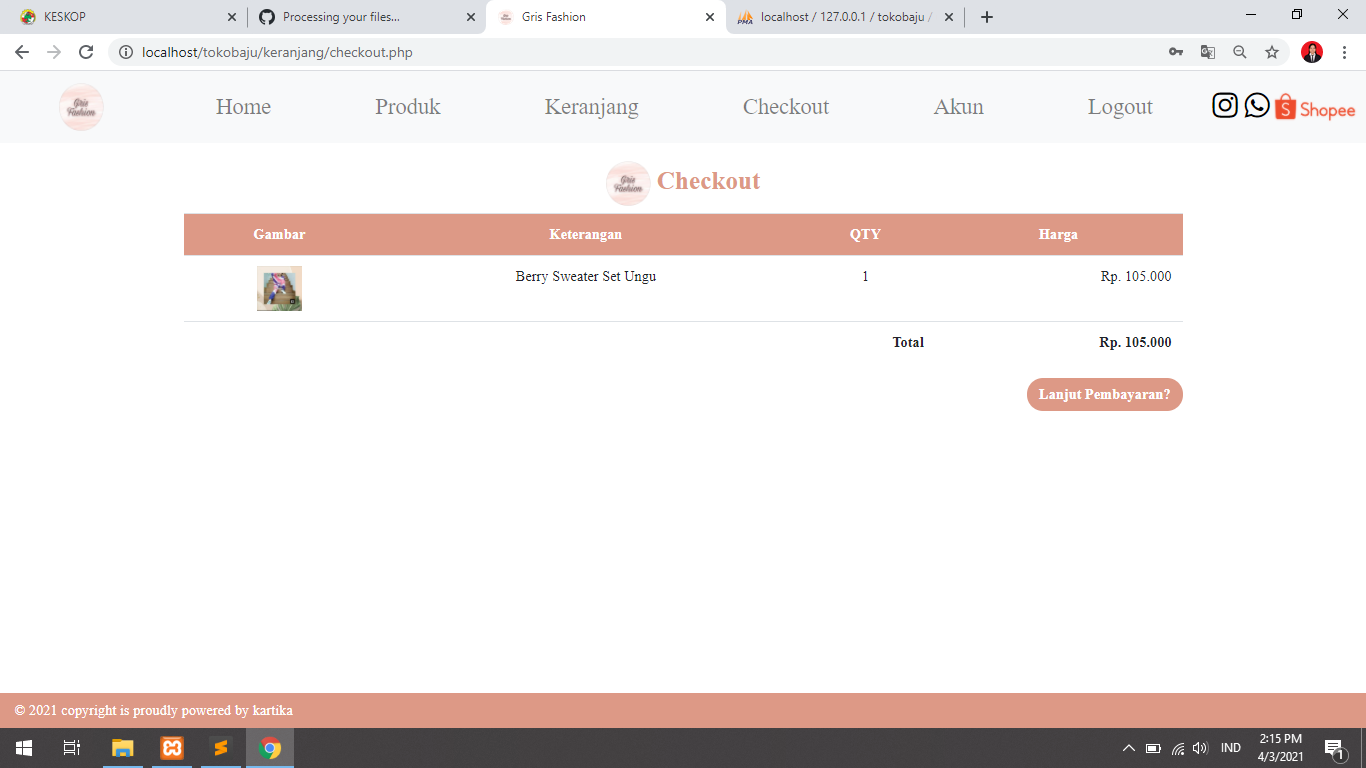 KESKOP
Processing your files...
Gris Fashion
localhost / 127.0.0.1 / tokobaju /
localhost/tokobaju/keranjang/checkout.php
Gris Fashion
Home
Produk
Keranjang
Checkout
Akun
Logout
Shopee
Gris Fashion
Checkout
Gambar
Keterangan
QTY
Harga
Berry Sweater Set Ungu
1
Rp. 105.000
Total
Rp. 105.000
Lanjut Pembayaran?
© 2021 copyright is proudly powered by kartika
IND
2:15 PM
4/3/2021
1